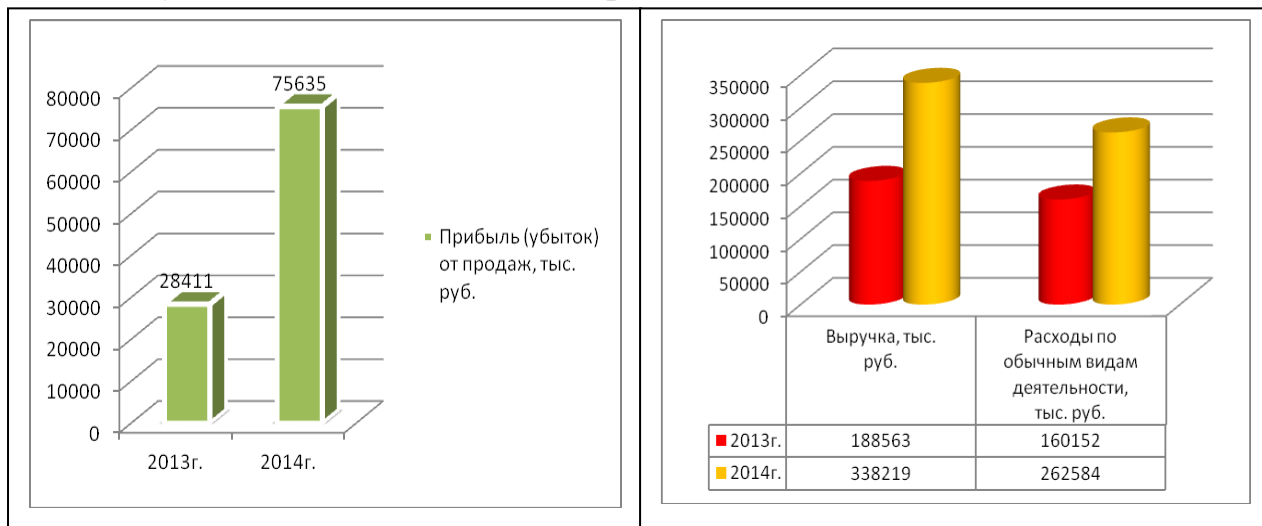 80000
70000
60000
50000
40000
30000
20000
10000
0
28411
75635
2013г.
2014г.
Прибыль (убыток)
от продаж, тыс.
руб.
350000
300000
250000
200000
150000
100000
50000
0
Выручка, тыс.
руб.
Расходы по
обычным видам
деятельности,
тыс. руб.
2013г. 188563 160152
2014г. 338219 262584